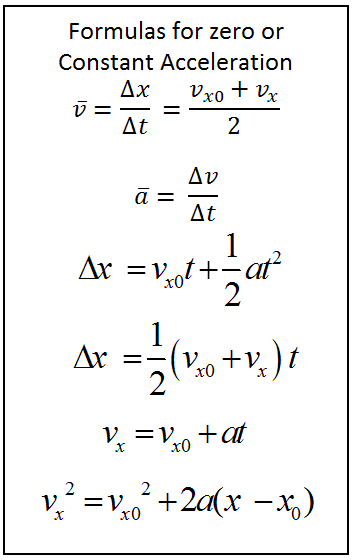 Formulas for zero or
Constant Acceleration
v̄ = Δx/Δt = (vₓ₀ + vₓ)/2
ā = Δv/Δt
Δx = vₓ₀t + ½at²
Δx = ½(vₓ₀ + vₓ) t
vₓ = vₓ₀ + at
vₓ² = vₓ₀² + 2a(x − x₀)